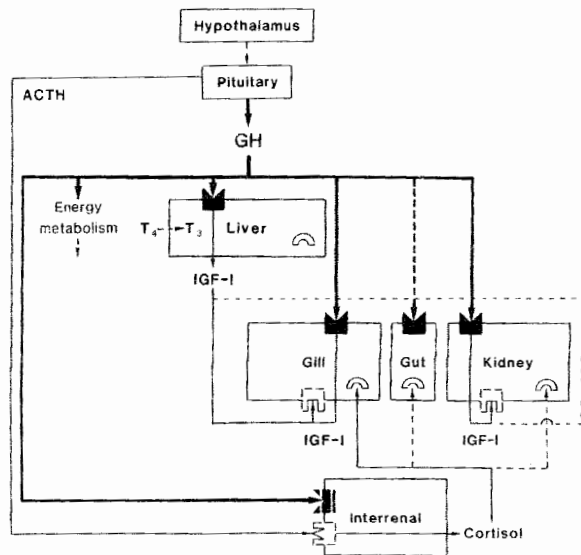 Hypothalamus
Pituitary
ACTH
GH
Energy
metabolism
T4 T3 Liver
IGF-I
Gill Gut Kidney
IGF-I IGF-I
Interrenal
Cortisol